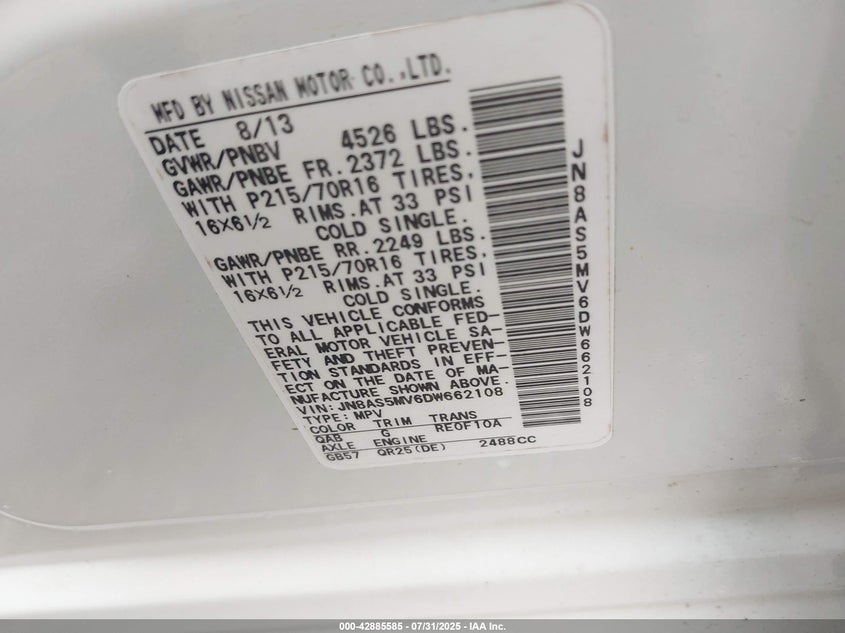 MFD BY NISSAN MOTOR CO.,LTD.
DATE 8/13
GVWR/PNBV 4526 LBS.
GAWR/PNBE FR.2372 LBS.
WITH P215/70R16 TIRES,
16X6½ RIMS.AT 33 PSI
COLD SINGLE.
GAWR/PNBE RR.2249 LBS.
WITH P215/70R16 TIRES,
16X6½ RIMS.AT 33 PSI
COLD SINGLE.
THIS VEHICLE CONFORMS
TO ALL APPLICABLE FED-
ERAL MOTOR VEHICLE SA-
FETY AND THEFT PREVEN-
TION STANDARDS IN EFF-
ECT ON THE DATE OF MA-
NUFACTURE SHOWN ABOVE.
VIN: JN8AS5MV6DW662108
TYPE: MPV
COLOR TRIM TRANS
QAB G RE0F10A
AXLE ENGINE
GB57 QR25(DE) 2488CC
JN8AS5MV6DW662108
000-42885585 - 07/31/2025 - IAA Inc.